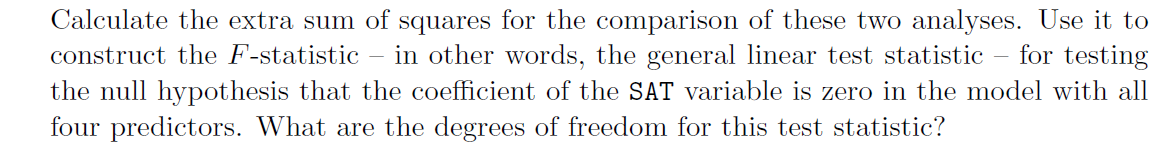 Calculate the extra sum of squares for the comparison of these two analyses. Use it to
construct the F-statistic – in other words, the general linear test statistic – for testing
the null hypothesis that the coefficient of the SAT variable is zero in the model with all
four predictors. What are the degrees of freedom for this test statistic?